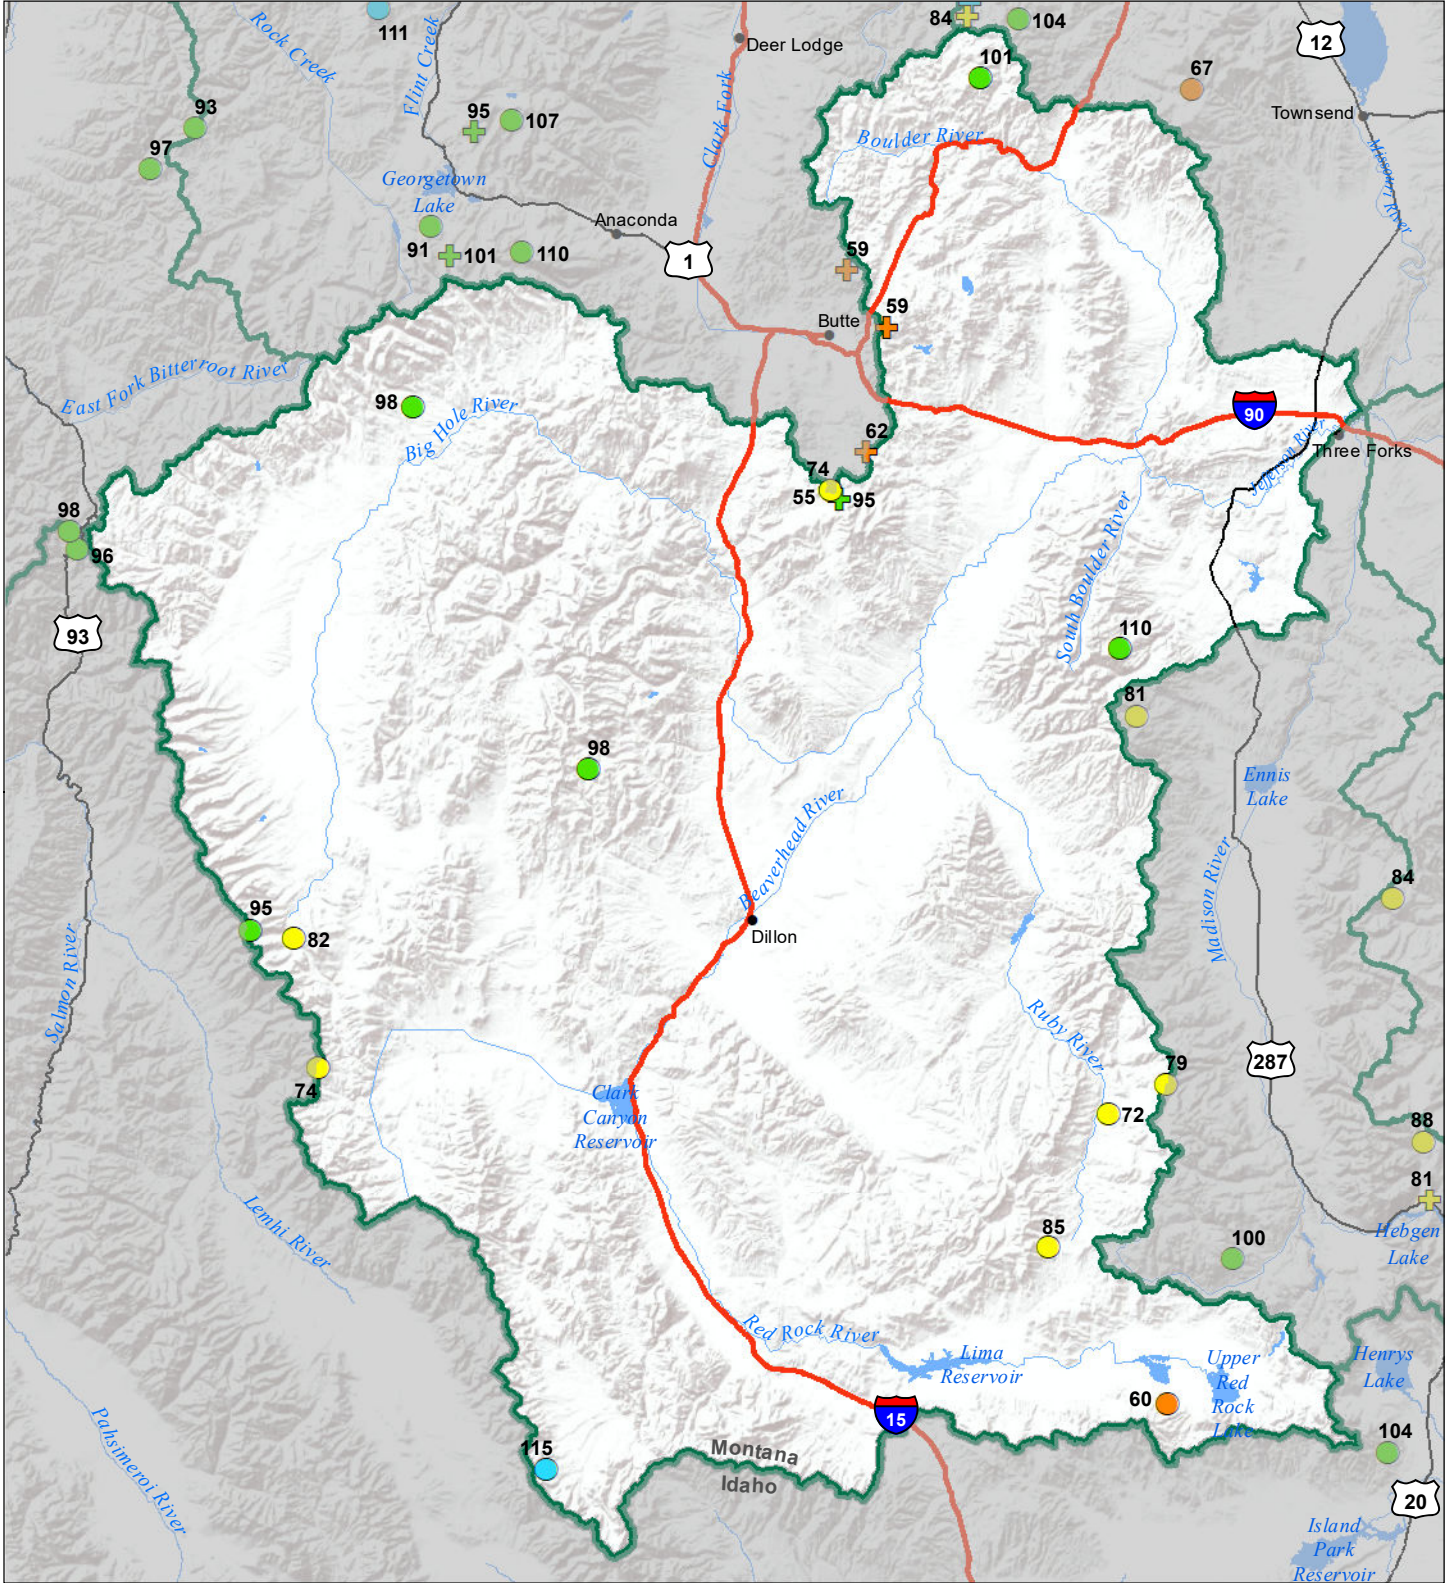 111
Rock Creek
Flint Creek
Deer Lodge
84
104
12
101
67
Townsend
93
95
107
Clark Fork
Boulder River
Missouri River
97
Georgetown
Lake
Anaconda
91
101
110
1
59
59
Butte
East Fork Bitterroot River
98
Big Hole River
90
62
Three Forks
Jefferson River
74
55
95
98
96
South Boulder River
93
110
81
98
Ennis
Lake
Beaverhead River
Madison River
84
95
82
Dillon
Salmon River
Ruby River
287
79
74
Clark
Canyon
Reservoir
72
88
81
Lemhi River
85
100
Hebgen
Lake
Red Rock River
Lima
Reservoir
Upper
Red
Rock
Lake
Henrys
Lake
60
15
Pahsimeroi River
115
Montana
Idaho
104
20
Island
Park
Reservoir